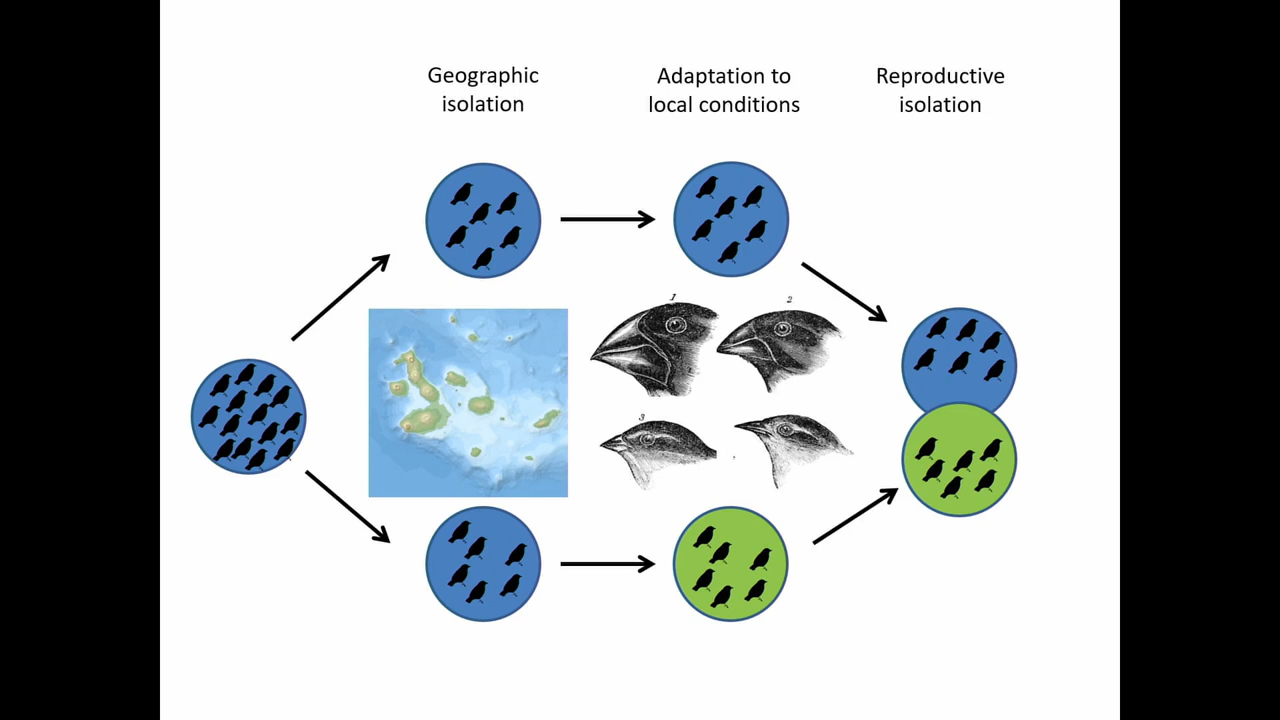 Geographic
isolation
Adaptation to
local conditions
Reproductive
isolation
1
2
3